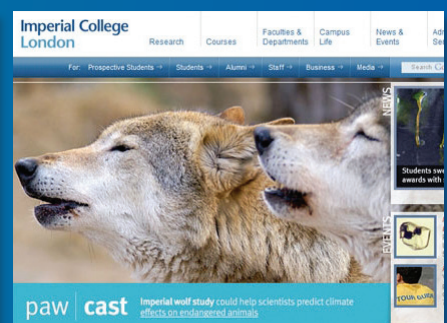 Imperial College
London
Research Courses Faculties & Departments Campus Life News & Events
For: Prospective Students → Students → Alumni → Staff → Business → Media → Search
NEWS
Students
awards with
EVENTS
YOUR GUIDE
paw cast
Imperial wolf study could help scientists predict climate
effects on endangered animals